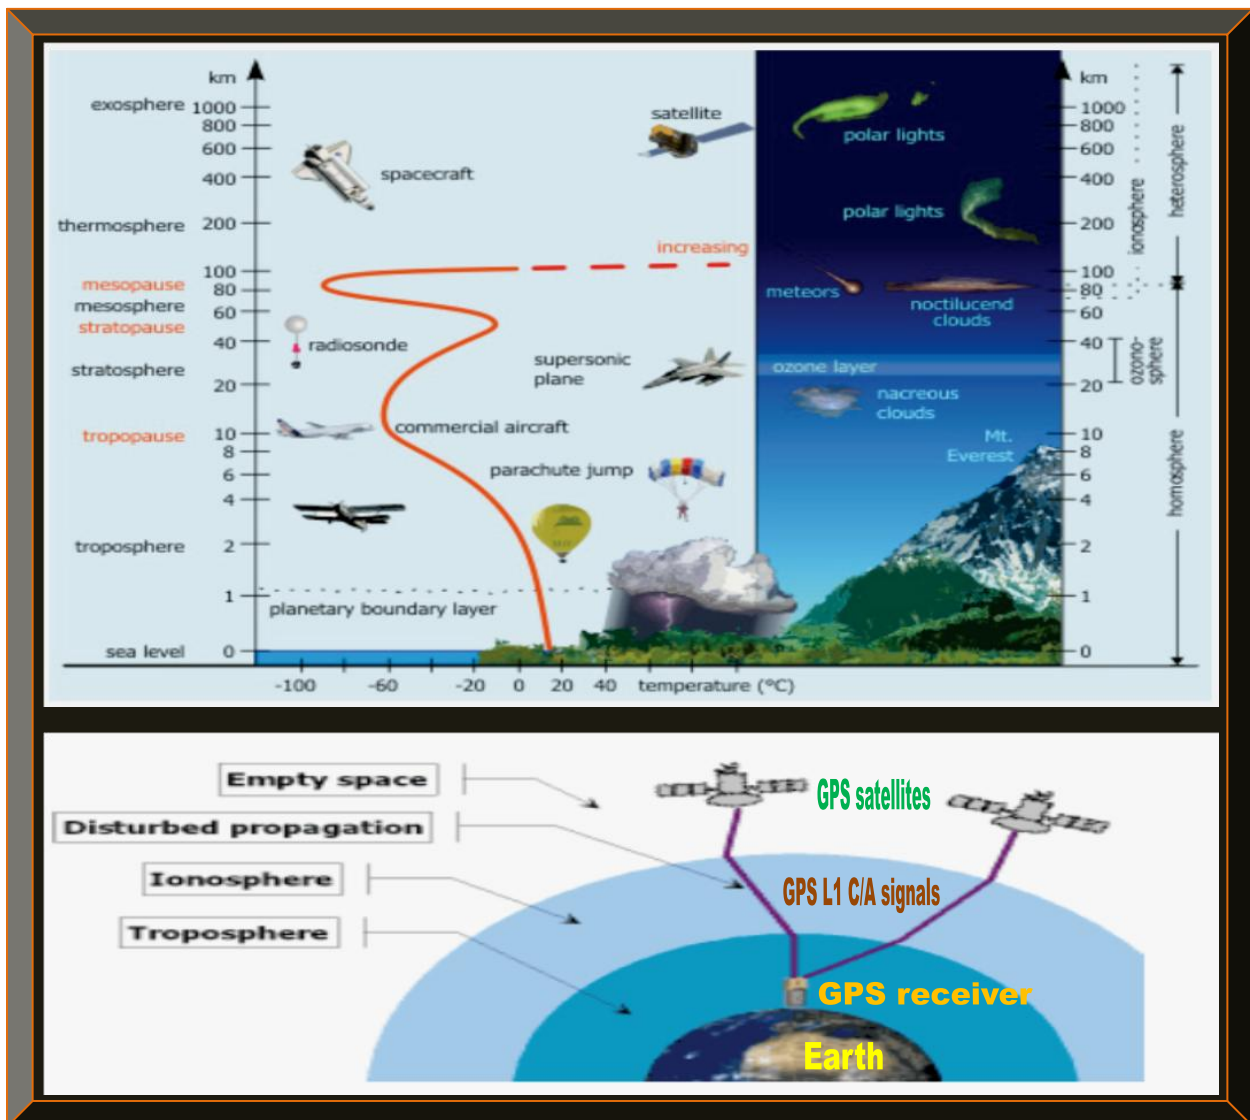 km
exosphere 1000
800
600
400
thermosphere 200
100
mesopause 80
mesosphere 60
stratopause
40
stratosphere
20
tropopause 10
8
6
4
troposphere 2
1
sea level 0
spacecraft
satellite
increasing
radiosonde
supersonic
plane
commercial aircraft
parachute jump
planetary boundary layer
-100 -60 -20 0 20 40 temperature (°C)
polar lights
polar lights
meteors
noctilucend
clouds
ozone layer
nacreous
clouds
Mt.
Everest
km
1000
800
600
400
200
100
80
60
40
20
10
8
6
4
2
1
0
ionosphere
ozono-
sphere
heterosphere
homosphere
Empty space
Disturbed propagation
Ionosphere
Troposphere
GPS satellites
GPS L1 C/A signals
GPS receiver
Earth